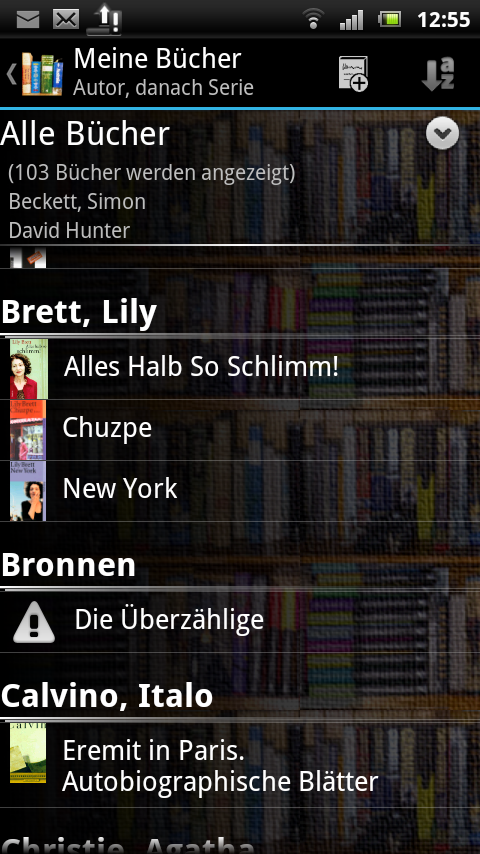 12:55
Meine Bücher
Autor, danach Serie
a
z
Alle Bücher
(103 Bücher werden angezeigt)
Beckett, Simon
David Hunter
Brett, Lily
Alles Halb So Schlimm!
Chuzpe
New York
Bronnen
Die Überzählige
Calvino, Italo
Eremit in Paris.
Autobiographische Blätter
Christie, Agatha